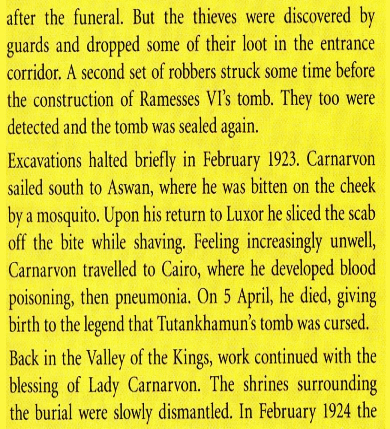 after the funeral. But the thieves were discovered by
guards and dropped some of their loot in the entrance
corridor. A second set of robbers struck some time before
the construction of Ramesses VI's tomb. They too were
detected and the tomb was sealed again.
Excavations halted briefly in February 1923. Carnarvon
sailed south to Aswan, where he was bitten on the cheek
by a mosquito. Upon his return to Luxor he sliced the scab
off the bite while shaving. Feeling increasingly unwell,
Carnarvon travelled to Cairo, where he developed blood
poisoning, then pneumonia. On 5 April, he died, giving
birth to the legend that Tutankhamun's tomb was cursed.
Back in the Valley of the Kings, work continued with the
blessing of Lady Carnarvon. The shrines surrounding
the burial were slowly dismantled. In February 1924 the